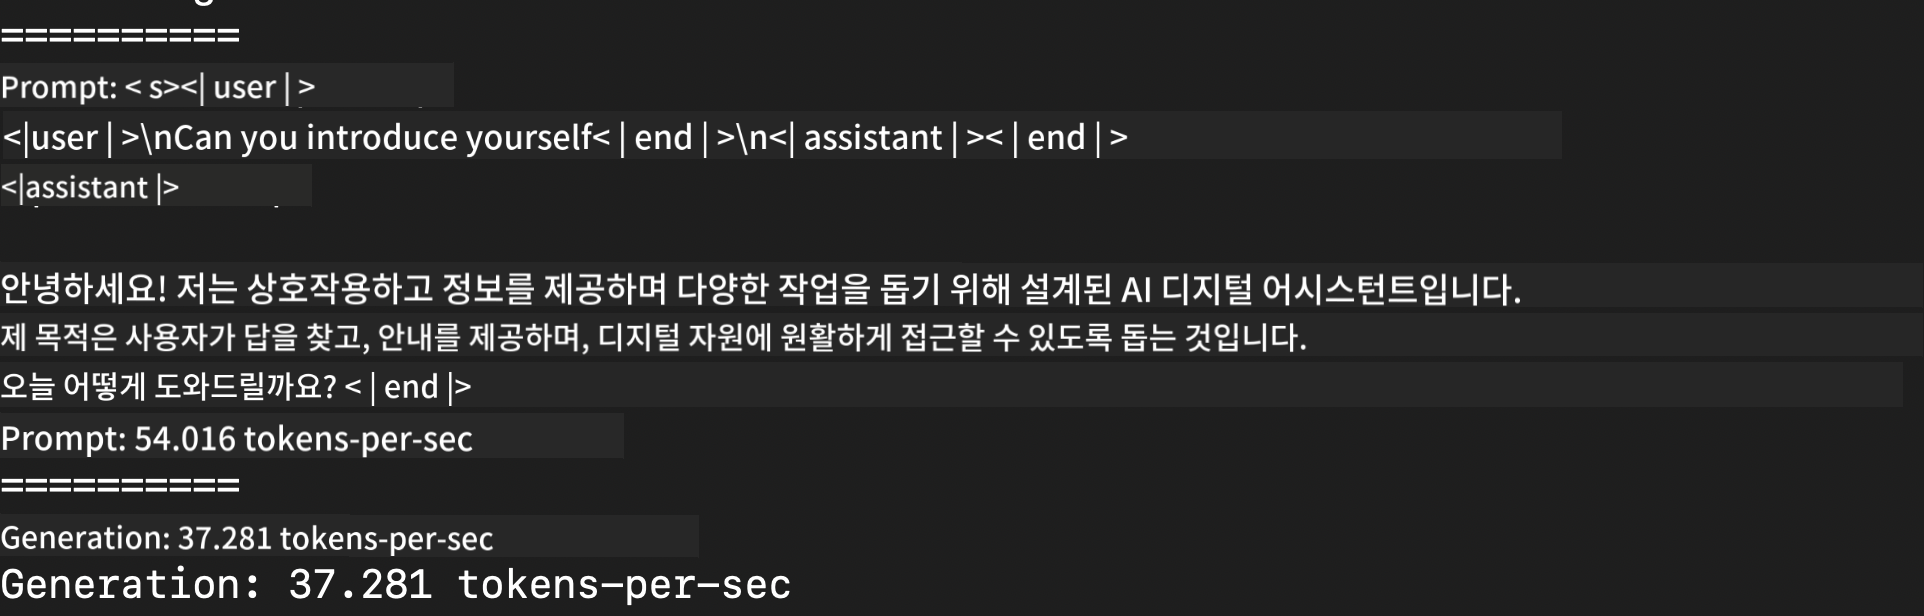 ==========
Prompt: < s><| user | >
<|user | >\nCan you introduce yourself< | end | >\n<| assistant | >< | end | >
<|assistant |>
안녕하세요! 저는 상호작용하고 정보를 제공하며 다양한 작업을 돕기 위해 설계된 AI 디지털 어시스턴트입니다.
제 목적은 사용자가 답을 찾고, 안내를 제공하며, 디지털 자원에 원활하게 접근할 수 있도록 돕는 것입니다.
오늘 어떻게 도와드릴까요? < | end |>
Prompt: 54.016 tokens-per-sec
==========
Generation: 37.281 tokens-per-sec
Generation: 37.281 tokens-per-sec